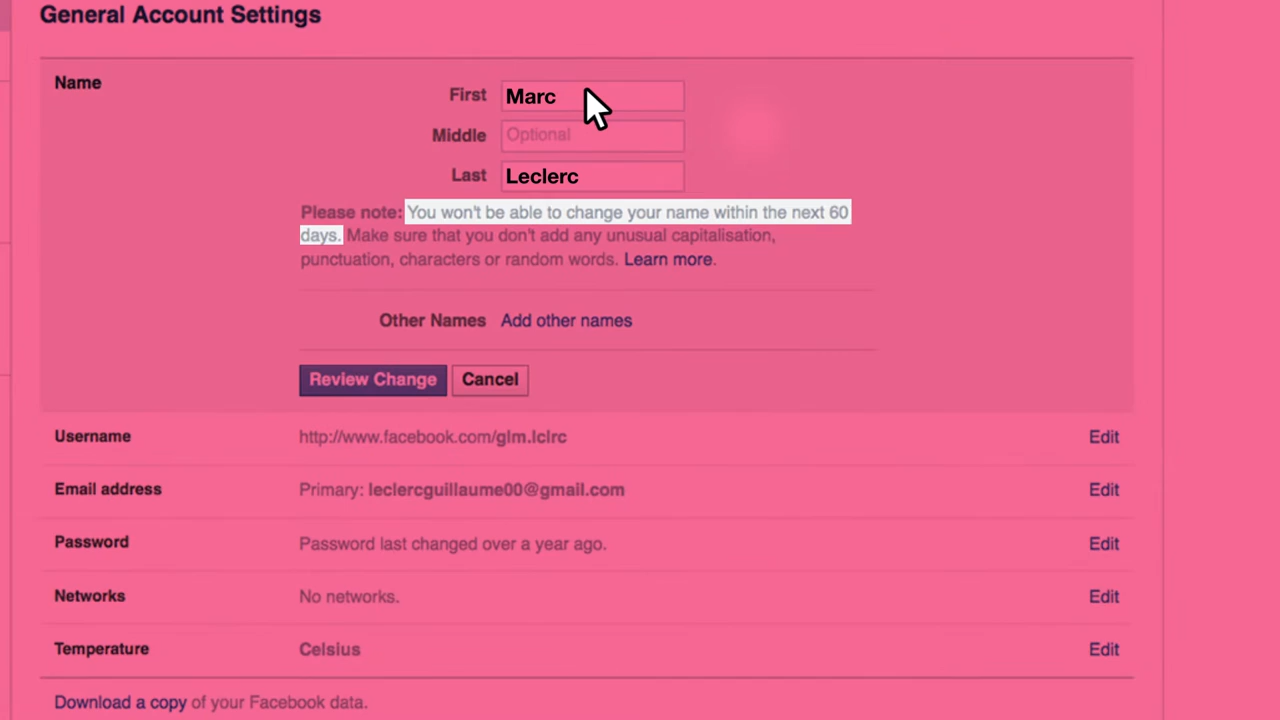 General Account Settings
Name
First Marc
Middle Optional
Last Leclerc
Please note: You won't be able to change your name within the next 60
days. Make sure that you don't add any unusual capitalisation,
punctuation, characters or random words. Learn more.
Other Names Add other names
Review Change Cancel
Username http://www.facebook.com/glm.lclrc Edit
Email address Primary: leclercguillaume00@gmail.com Edit
Password Password last changed over a year ago. Edit
Networks No networks. Edit
Temperature Celsius Edit
Download a copy of your Facebook data.